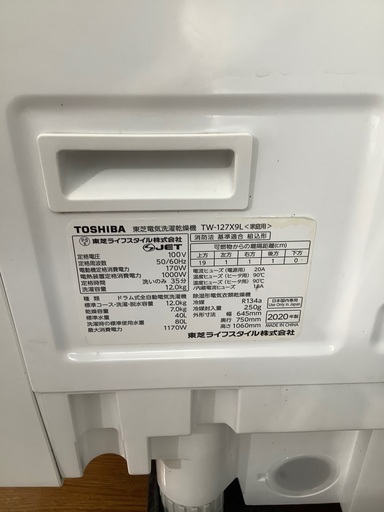 TOSHIBA 東芝電気洗濯乾燥機 TW-127X9L <家庭用>
東芝ライフスタイル株式会社
JET
定格電圧 100V
定格周波数 50/60Hz
電動機定格消費電力 170W
電熱装置定格消費電力 1000W
定格時間 洗いのみ 35分
洗濯容量 12.0kg
消防法 基準適合 組込形
可燃物からの離隔距離(cm)
上方 左方 右方 前方 後方 下方
19 1 1 1 1 0
電流ヒューズ (電源用) 20A
温度ヒューズ (ヒータ用) 90℃
温度ヒューズ (ヒータ用) 90℃
内蔵電流ヒューズ 1.6A
種類 ドラム式全自動電気洗濯機
標準コース・洗濯・脱水容量 12.0kg
乾燥容量 7.0kg
標準水量 40L
洗濯時の標準使用水量 80L
最大消費電力 1170W
除湿形電気衣類乾燥機
冷媒 R134a
冷媒封入量 250g
外形寸法 幅 645mm
奥行 750mm
高さ 1060mm
東芝ライフスタイル株式会社
日本国内専用
Use Only in Japan
2020年製
MADE IN CHINA